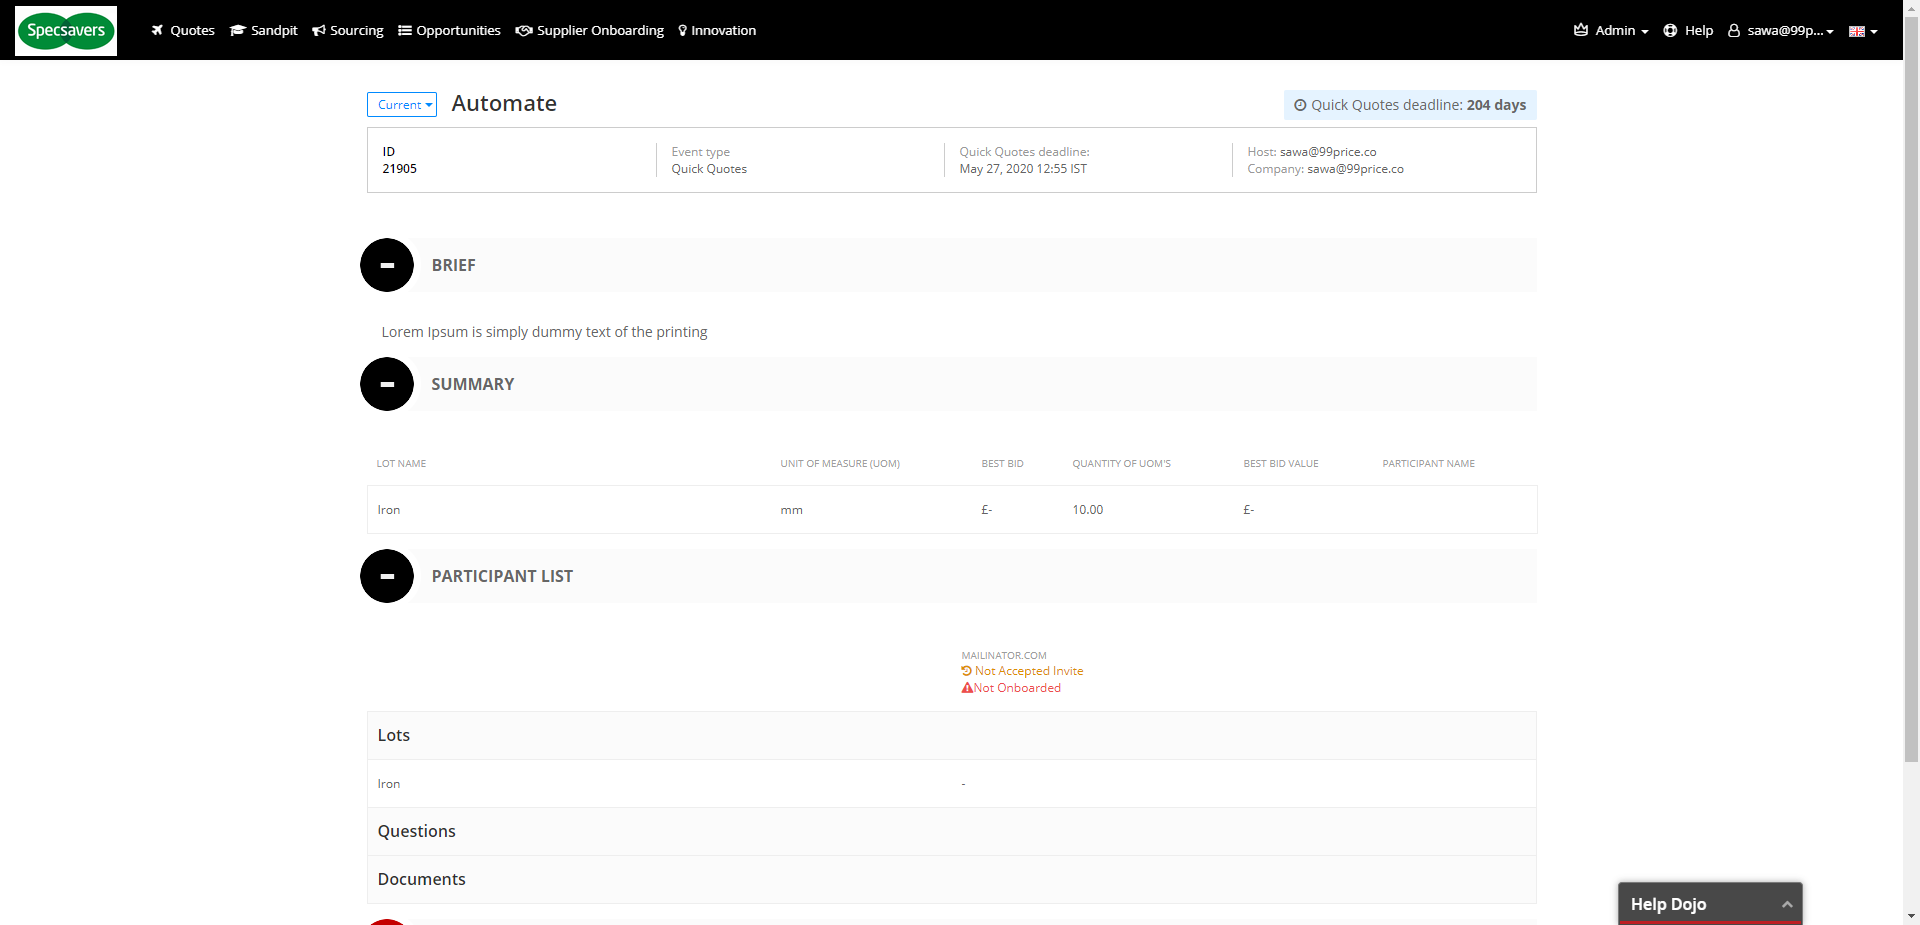 Specsavers
Quotes Sandpit Sourcing Opportunities Supplier Onboarding Innovation Admin Help sawa@99p...
Current Automate Quick Quotes deadline: 204 days
ID Event type Quick Quotes deadline: Host: sawa@99price.co
21905 Quick Quotes May 27, 2020 12:55 IST Company: sawa@99price.co
BRIEF
Lorem Ipsum is simply dummy text of the printing
SUMMARY
LOT NAME UNIT OF MEASURE (UOM) BEST BID QUANTITY OF UOM'S BEST BID VALUE PARTICIPANT NAME
Iron mm £- 10.00 £-
PARTICIPANT LIST
MAILINATOR.COM
Not Accepted Invite
Not Onboarded
Lots
Iron -
Questions
Documents
Help Dojo